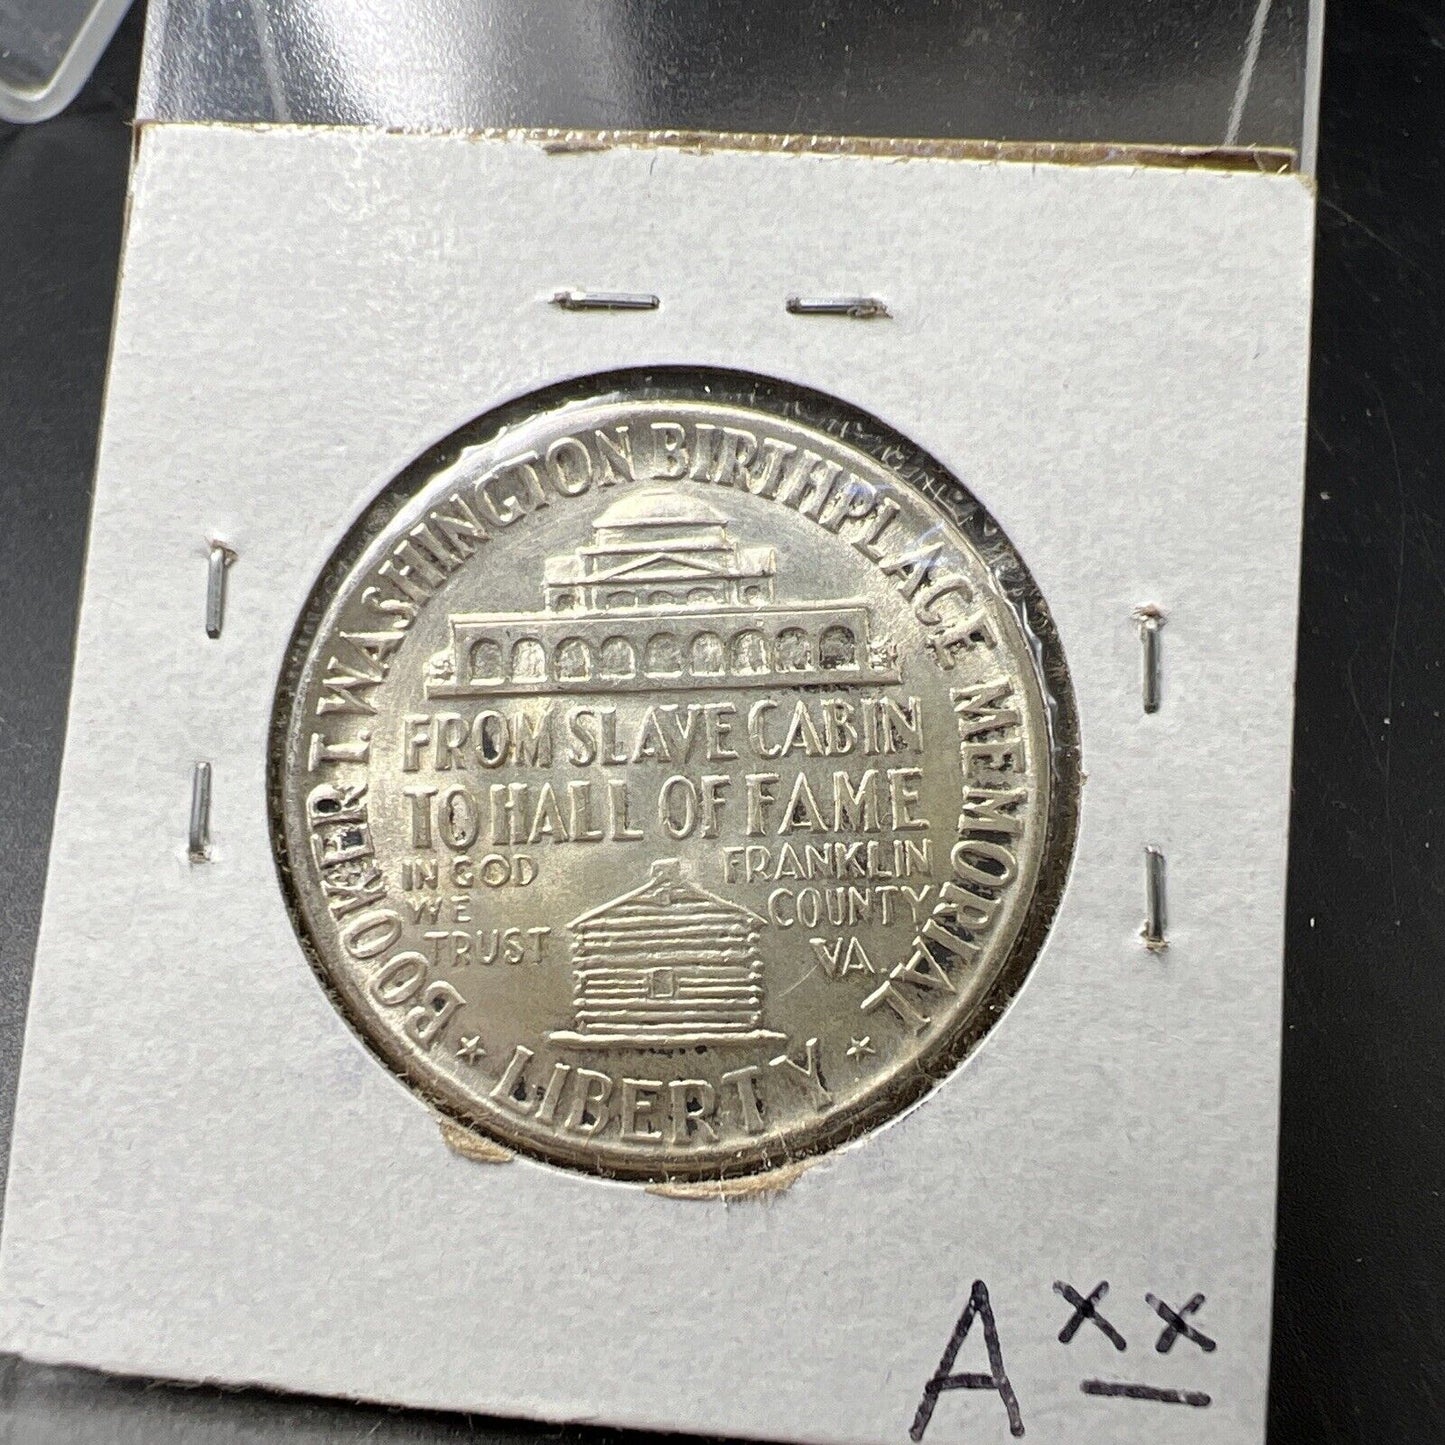 BOOKER T. WASHINGTON BIRTHPLACE MEMORIAL
FROM SLAVE CABIN
TO HALL OF FAME
IN GOD
WE
TRUST
FRANKLIN
COUNTY
VA.
LIBERTY
A xx